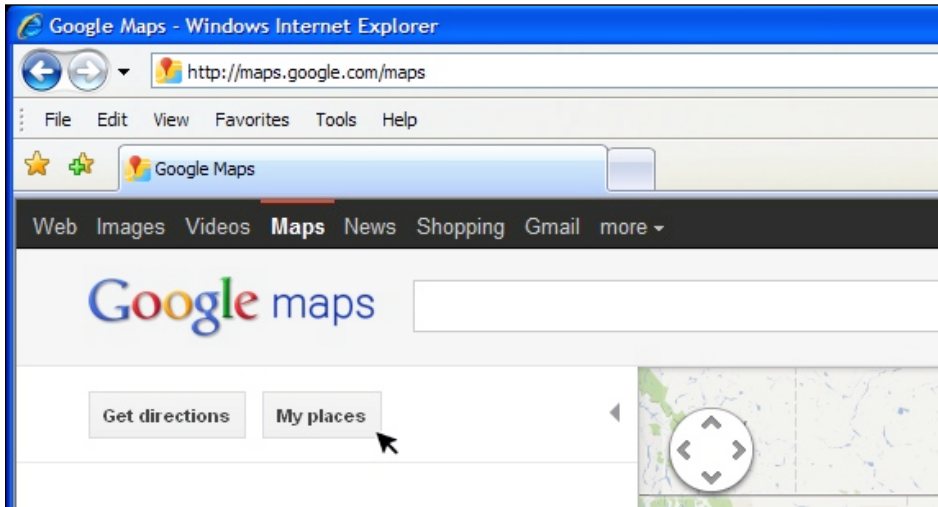 Google Maps - Windows Internet Explorer
http://maps.google.com/maps
File Edit View Favorites Tools Help
Google Maps
Web Images Videos Maps News Shopping Gmail more
Google maps
Get directions My places